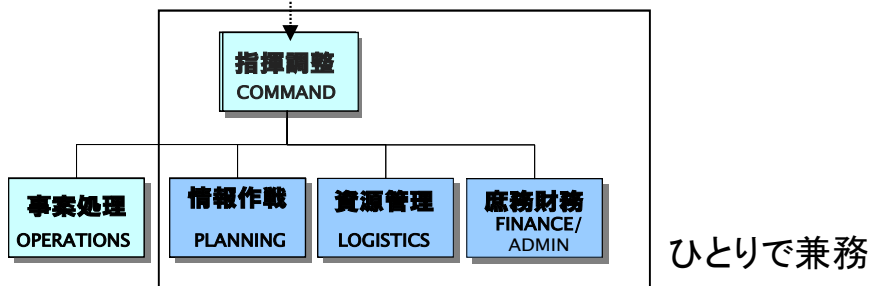 指揮調整
COMMAND
事案処理
OPERATIONS
情報作戦
PLANNING
資源管理
LOGISTICS
庶務財務
FINANCE/
ADMIN
ひとりで兼務